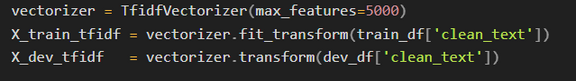 vectorizer = TfidfVectorizer(max_features=5000)
X_train_tfidf = vectorizer.fit_transform(train_df['clean_text'])
X_dev_tfidf   = vectorizer.transform(dev_df['clean_text'])